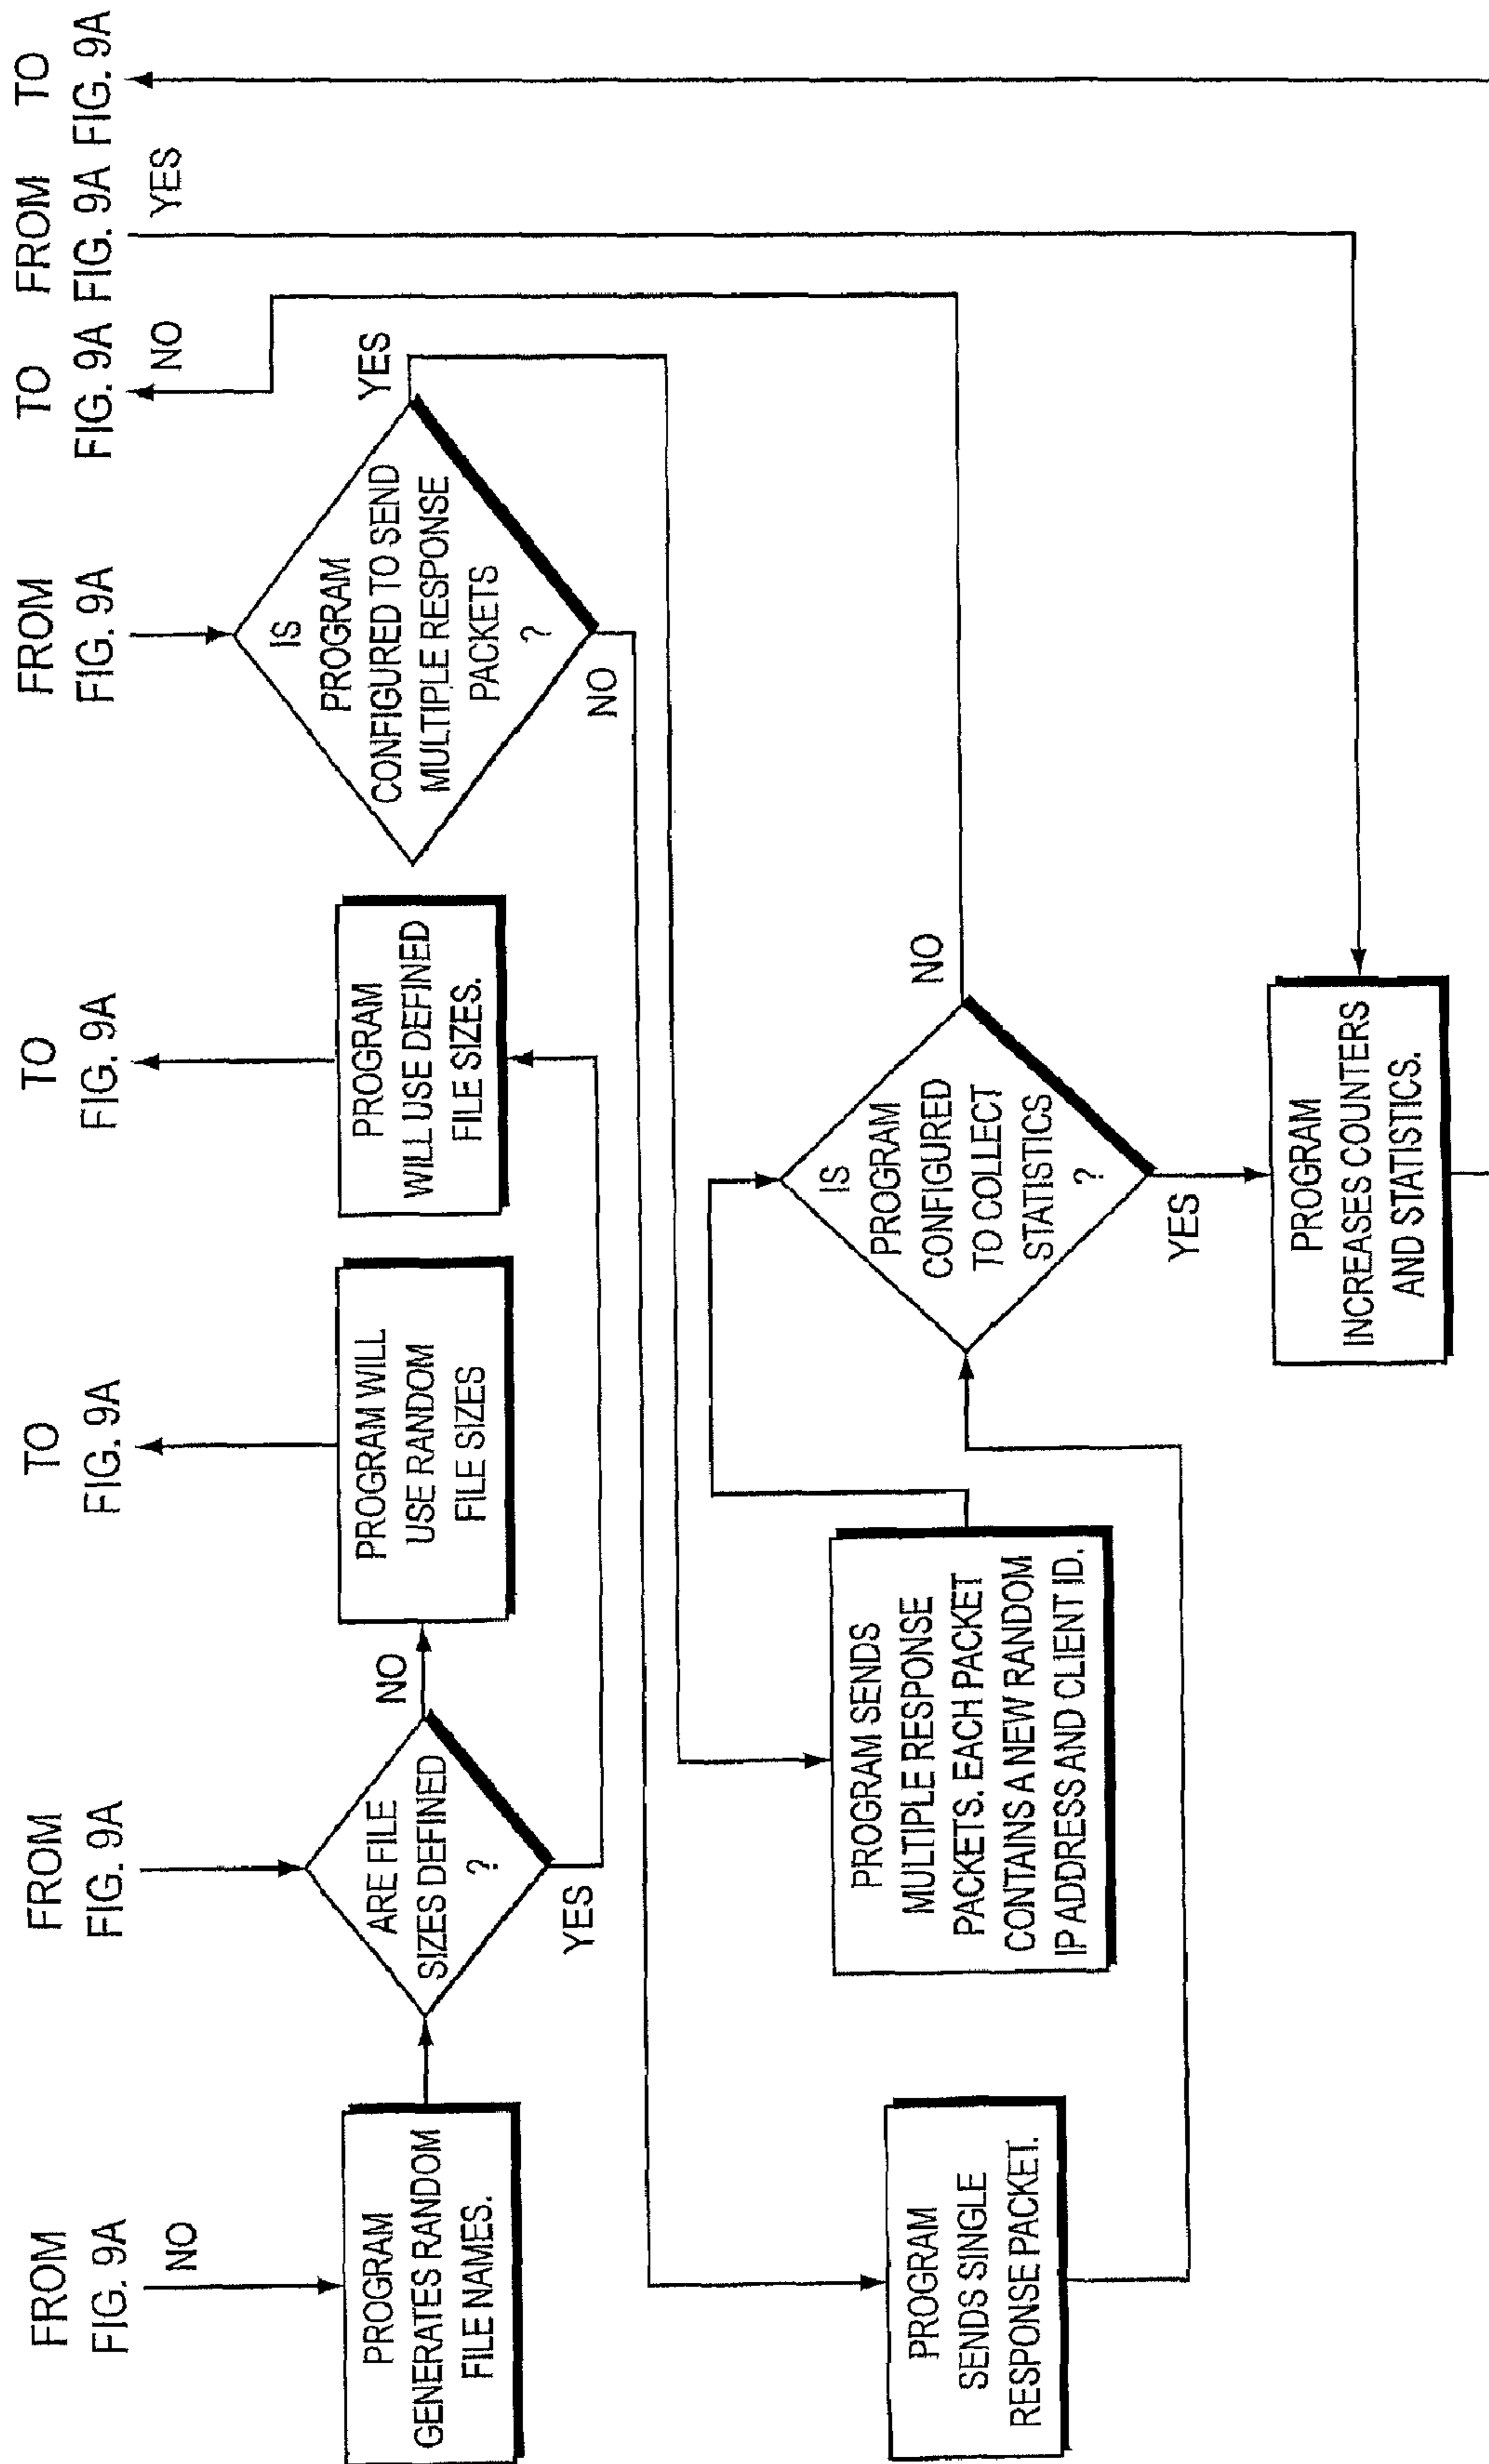 FROM
FIG. 9A
NO
PROGRAM
GENERATES RANDOM
FILE NAMES.
FROM
FIG. 9A
ARE FILE
SIZES DEFINED
?
NO
YES
TO
FIG. 9A
PROGRAM WILL
USE RANDOM
FILE SIZES
TO
FIG. 9A
PROGRAM
WILL USE DEFINED
FILE SIZES.
FROM
FIG. 9A
IS
PROGRAM
CONFIGURED TO SEND
MULTIPLE RESPONSE
PACKETS
?
YES
NO
TO
FIG. 9A
NO
FROM
FIG. 9A
YES
TO
FIG. 9A
PROGRAM
SENDS SINGLE
RESPONSE PACKET.
PROGRAM SENDS
MULTIPLE RESPONSE
PACKETS. EACH PACKET
CONTAINS A NEW RANDOM
IP ADDRESS AND CLIENT ID.
IS
PROGRAM
CONFIGURED
TO COLLECT
STATISTICS
?
NO
YES
PROGRAM
INCREASES COUNTERS
AND STATISTICS.